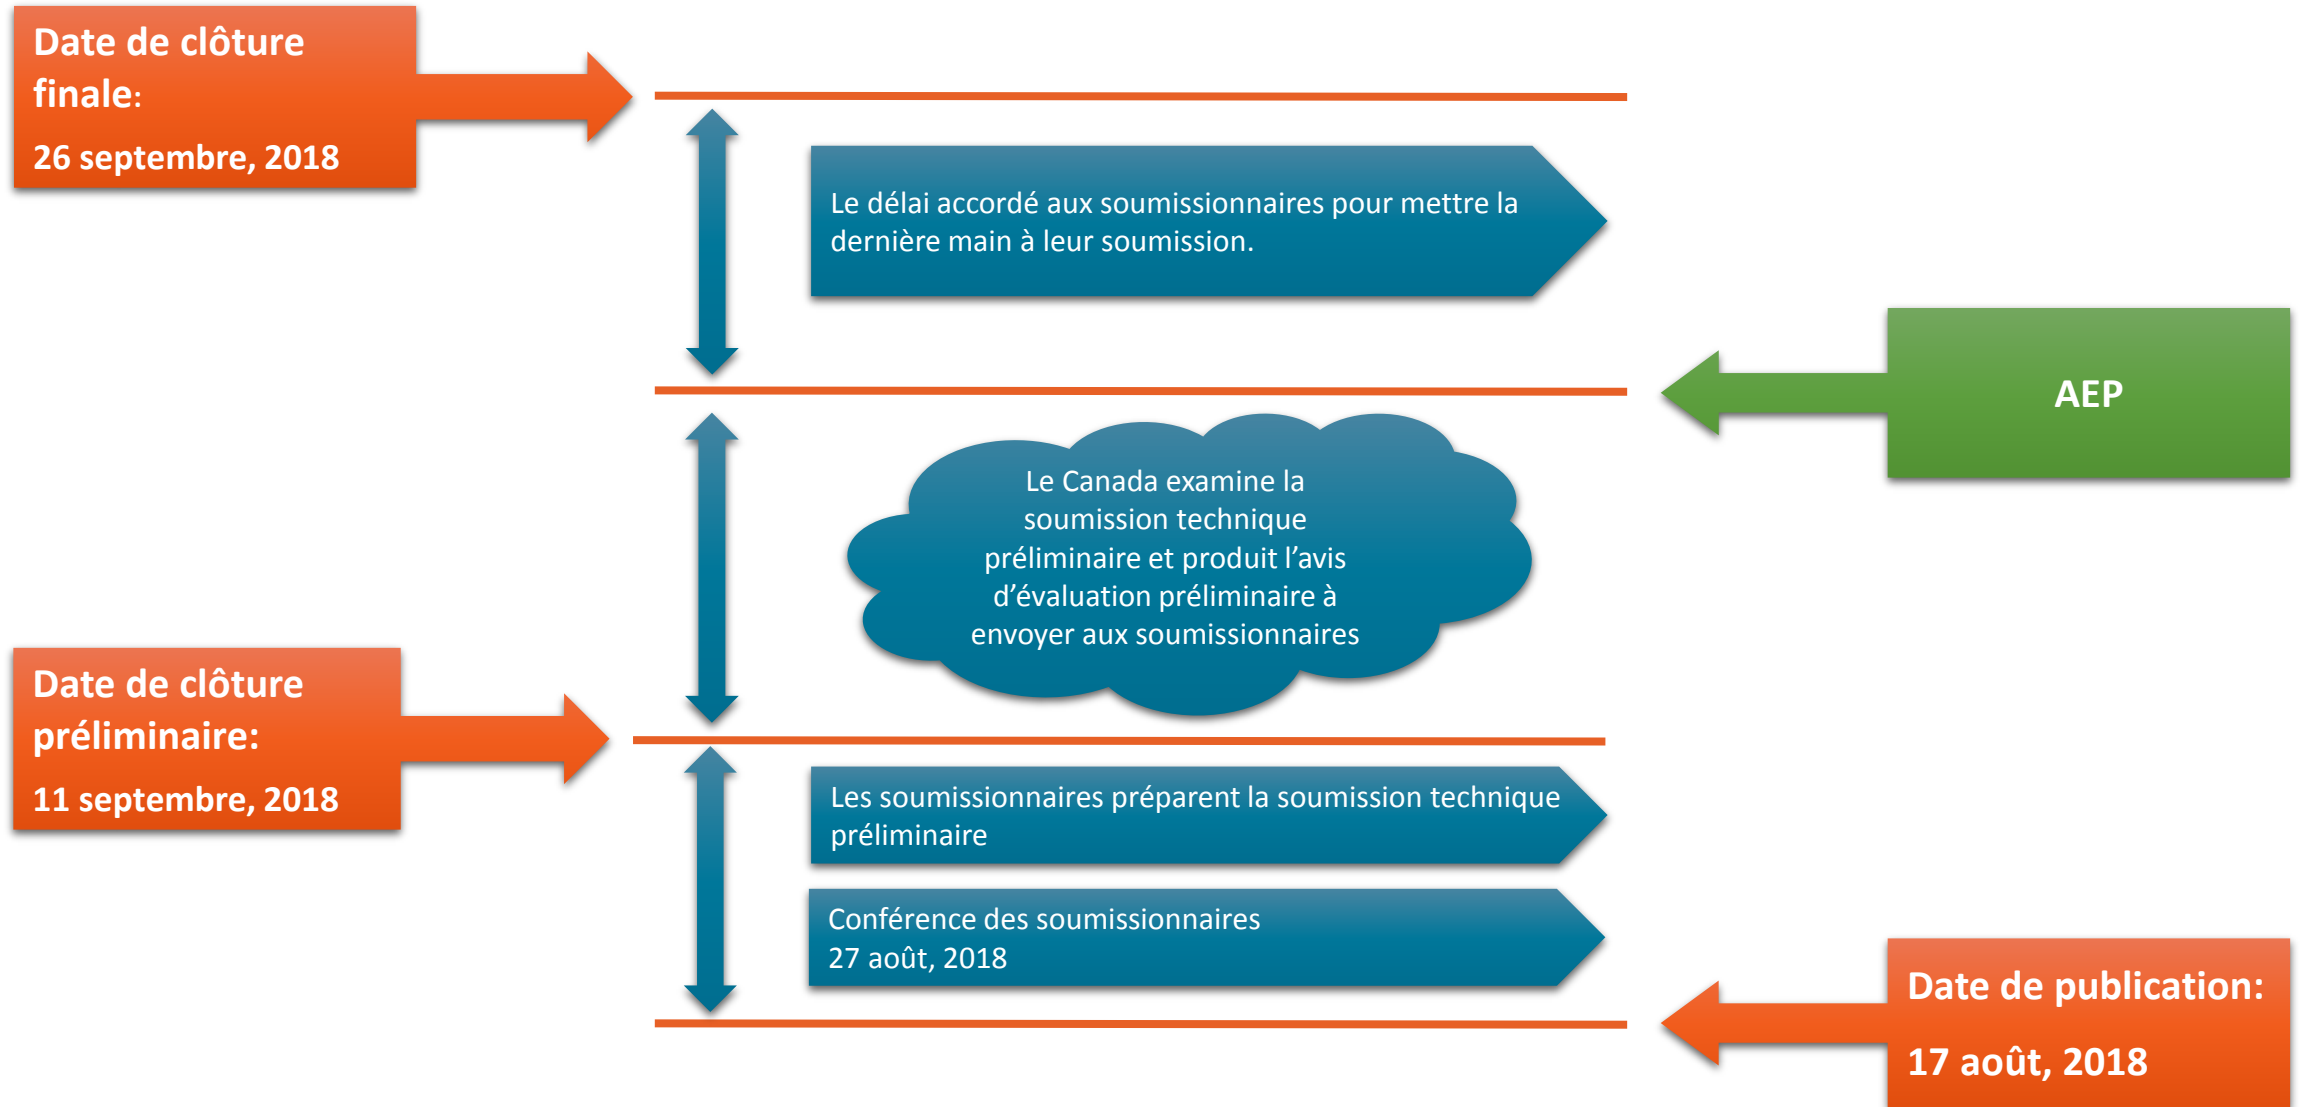 Date de clôture
finale:
26 septembre, 2018
Le délai accordé aux soumissionnaires pour mettre la
dernière main à leur soumission.
AEP
Le Canada examine la
soumission technique
préliminaire et produit l’avis
d’évaluation préliminaire à
envoyer aux soumissionnaires
Date de clôture
préliminaire:
11 septembre, 2018
Les soumissionnaires préparent la soumission technique
préliminaire
Conférence des soumissionnaires
27 août, 2018
Date de publication:
17 août, 2018